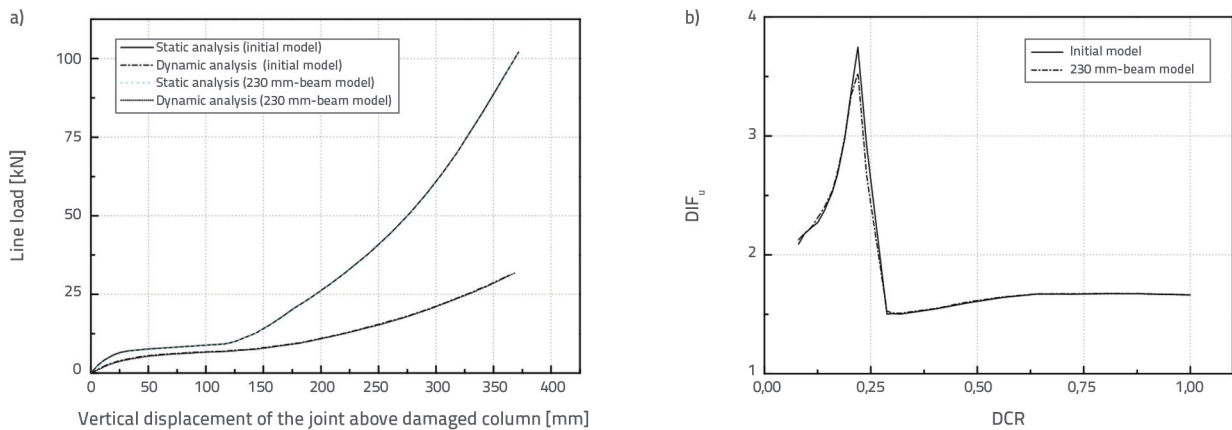 a)
Static analysis (initial model)
Dynamic analysis (initial model)
Static analysis (230 mm-beam model)
Dynamic analysis (230 mm-beam model)
Line load [kN]
100
75
50
25
0
0 50 100 150 200 250 300 350 400
Vertical displacement of the joint above damaged column [mm]
b)
Initial model
230 mm-beam model
DIFu
4
3
2
1
0,00 0,25 0,50 0,75 1,00
DCR